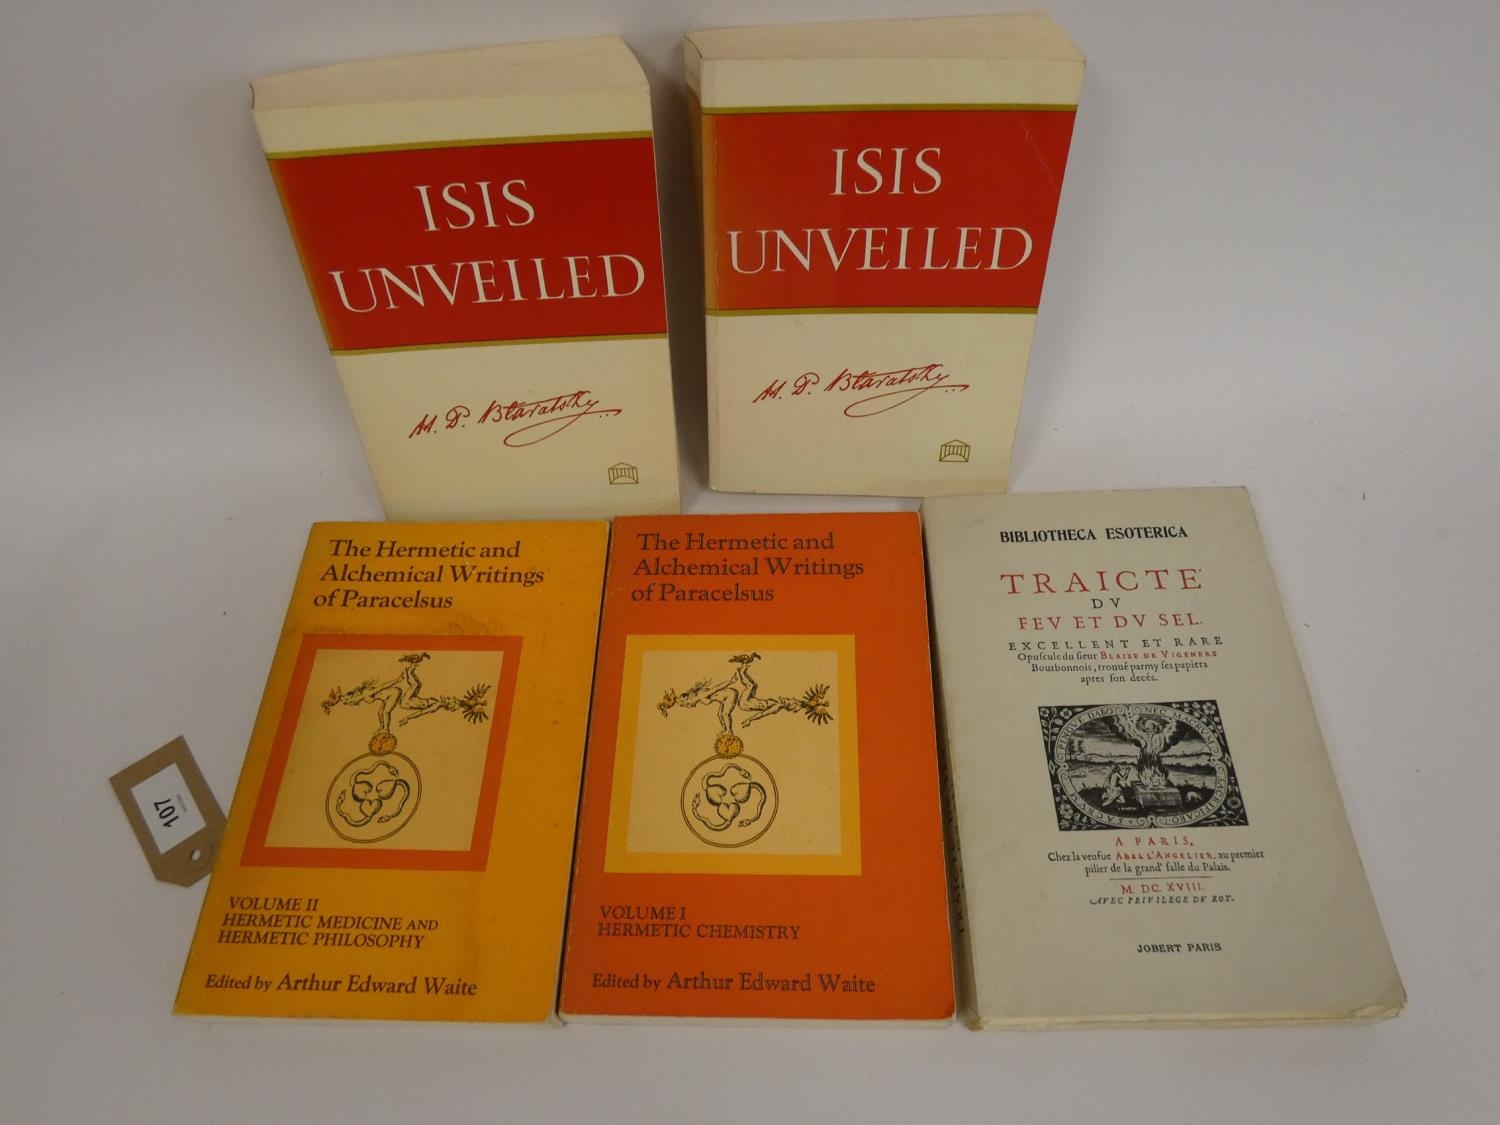 ISIS
UNVEILED
H. P. Blavatsky
ISIS
UNVEILED
H. P. Blavatsky
The Hermetic and
Alchemical Writings
of Paracelsus
VOLUME II
HERMETIC MEDICINE AND
HERMETIC PHILOSOPHY
Edited by Arthur Edward Waite
The Hermetic and
Alchemical Writings
of Paracelsus
VOLUME I
HERMETIC CHEMISTRY
Edited by Arthur Edward Waite
BIBLIOTHECA ESOTERICA
TRAICTE'
DV
FEV ET DV SEL.
EXCELLENT ET RARE
Opuscule du sieur BLAISE DE VIGENERE
Bourbonnois, trouué parmy ses papiers
apres son decés.
A PARIS,
Chez la veufue ABEL L'ANGELIER, au premier
pilier de la grand' salle du Palais.
M. DC. XVIII.
AVEC PRIVILEGE DV ROY.
JOBERT PARIS
107